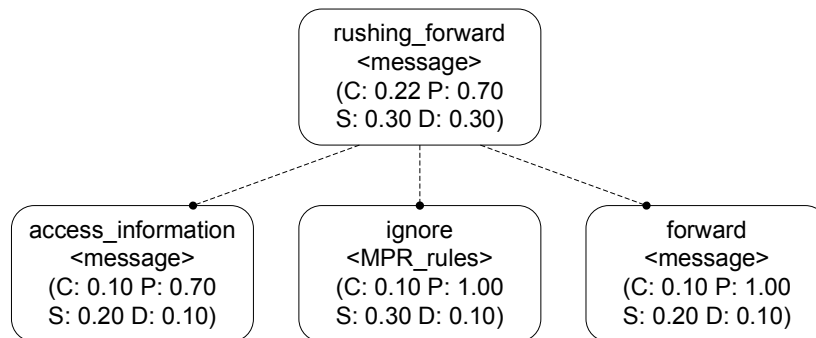 rushing_forward
<message>
(C: 0.22 P: 0.70
S: 0.30 D: 0.30)
access_information
<message>
(C: 0.10 P: 0.70
S: 0.20 D: 0.10)
ignore
<MPR_rules>
(C: 0.10 P: 1.00
S: 0.30 D: 0.10)
forward
<message>
(C: 0.10 P: 1.00
S: 0.20 D: 0.10)